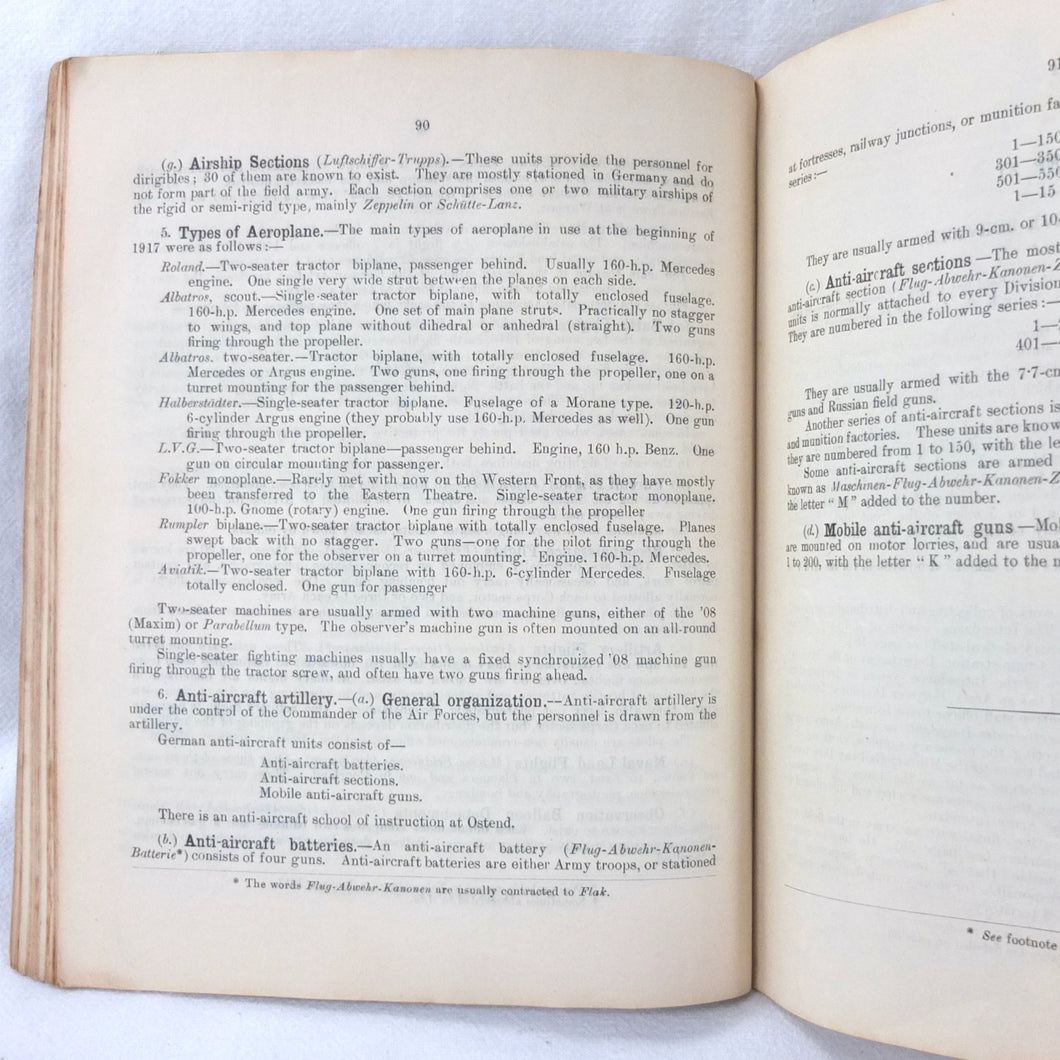 90
(g.) Airship Sections (Luftschiffer-Trupps).—These units provide the personnel for
dirigibles; 30 of them are known to exist. They are mostly stationed in Germany and do
not form part of the field army. Each section comprises one or two military airships of
the rigid or semi-rigid type, mainly Zeppelin or Schütte-Lanz.
5. Types of Aeroplane.—The main types of aeroplane in use at the beginning of
1917 were as follows:—
Roland.—Two-seater tractor biplane, passenger behind. Usually 160-h.p. Mercedes
engine. One single very wide strut between the planes on each side.
Albatros, scout.—Single-seater tractor biplane, with totally enclosed fuselage.
160-h.p. Mercedes engine. One set of main plane struts. Practically no stagger
to wings, and top plane without dihedral or anhedral (straight). Two guns
firing through the propeller.
Albatros. two-seater.—Tractor biplane, with totally enclosed fuselage. 160-h.p.
Mercedes or Argus engine. Two guns, one firing through the propeller, one on a
turret mounting for the passenger behind.
Halberstädter.—Single-seater tractor biplane. Fuselage of a Morane type. 120-h.p.
6-cylinder Argus engine (they probably use 160-h.p. Mercedes as well). One gun
firing through the propeller.
L.V.G.—Two-seater tractor biplane—passenger behind. Engine, 160 h.p. Benz. One
gun on circular mounting for passenger.
Fokker monoplane.—Rarely met with now on the Western Front, as they have mostly
been transferred to the Eastern Theatre. Single-seater tractor monoplane.
100-h.p. Gnome (rotary) engine. One gun firing through the propeller
Rumpler biplane.—Two-seater tractor biplane with totally enclosed fuselage. Planes
swept back with no stagger. Two guns—one for the pilot firing through the
propeller, one for the observer on a turret mounting. Engine. 160-h.p. Mercedes.
Aviatik.—Two-seater tractor biplane with 160-h.p. 6-cylinder Mercedes. Fuselage
totally enclosed. One gun for passenger
Two-seater machines are usually armed with two machine guns, either of the '08
(Maxim) or Parabellum type. The observer's machine gun is often mounted on an all-round
turret mounting.
Single-seater fighting machines usually have a fixed synchronized '08 machine gun
firing through the tractor screw, and often have two guns firing ahead.
6. Anti-aircraft artillery.—(a.) General organization.--Anti-aircraft artillery is
under the control of the Commander of the Air Forces, but the personnel is drawn from the
artillery.
German anti-aircraft units consist of—
Anti-aircraft batteries.
Anti-aircraft sections.
Mobile anti-aircraft guns.
There is an anti-aircraft school of instruction at Ostend.
(b.) Anti-aircraft batteries.—An anti-aircraft battery (Flug-Abwehr-Kanonen-
Batterie*) consists of four guns. Anti-aircraft batteries are either Army troops, or stationed
* The words Flug-Abwehr-Kanonen are usually contracted to Flak.
91
at fortresses, railway junctions, or munition fa
series:—
1—150
301—350
501—550
1—15
They are usually armed with 9-cm. or 10-
(c.) Anti-aircraft sections—The most
anti-aircraft section (Flug-Abwehr-Kanonen-Z
units is normally attached to every Division
They are numbered in the following series:—
1—
401—
They are usually armed with the 7·7-cm
guns and Russian field guns.
Another series of anti-aircraft sections is
and munition factories. These units are know
they are numbered from 1 to 150, with the le
Some anti-aircraft sections are armed
known as Maschinen-Flug-Abwehr-Kanonen-Z
the letter "M" added to the number.
(d.) Mobile anti-aircraft guns—Mo
are mounted on motor lorries, and are usua
1 to 200, with the letter "K" added to the n
* See footnote